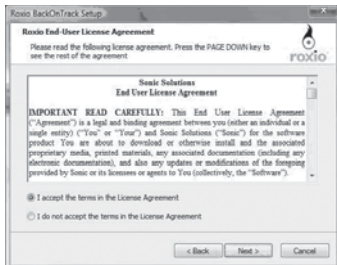 Roxio BackOnTrack Setup
Roxio End-User License Agreement
Please read the following license agreement. Press the PAGE DOWN key to
see the rest of the agreement
roxio
Sonic Solutions
End User License Agreement
IMPORTANT READ CAREFULLY: This End User License Agreement
("Agreement") is a legal and binding agreement between you (either an individual or a
single entity) ("You" or "Your") and Sonic Solutions ("Sonic") for the software
product You are about to download or otherwise install and the associated
proprietary media, printed materials, any associated documentation (including any
electronic documentation), and also any updates or modifications of the foregoing
provided by Sonic or its licensees or agents to You (collectively, the "Software").
I accept the terms in the License Agreement
I do not accept the terms in the License Agreement
< Back
Next >
Cancel